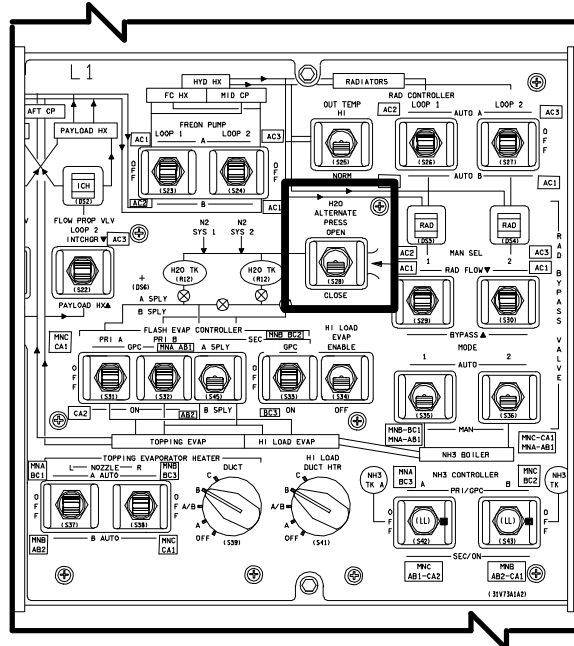 L1
HYD HX
FC HX
MID CP
RADIATORS
RAD CONTROLLER
LOOP 1
LOOP 2
AUTO A
AC2
AC3
OUT TEMP
HI
(S25)
NORM
(S26)
(S27)
OFF
AUTO B
AC1
AFT CP
PAYLOAD HX
FREON PUMP
LOOP 1
LOOP 2
A
AC1
AC3
OFF
OFF
(S23)
(S24)
AC2
B
AC1
ICH
(DS2)
FLOW PROP VLV
LOOP 2
INTCHGR▼
AC3
(S22)
PAYLOAD HX▲
N2
SYS 1
N2
SYS 2
H2O TK
(R12)
H2O TK
(R12)
+
(DS6)
A SPLY
B SPLY
H2O
ALTERNATE
PRESS
OPEN
(S28)
CLOSE
RAD
(DS3)
1
RAD
(DS4)
2
MAN SEL
AC2
AC3
AC1
AC1
RAD FLOW▼
(S29)
(S30)
BYPASS▲
RAD BYPASS VALVE
MODE
1
2
AUTO
(S35)
(S36)
MNB-BC1
MNA-AB1
MAN
MNC-CA1
MNA-AB1
MNC
CA1
FLASH EVAP CONTROLLER
PRI A
PRI B
GPC
MNA AB1
A SPLY
SEC
MNB BC2
GPC
HI LOAD
EVAP
ENABLE
OFF
(S31)
(S32)
(S45)
OFF
(S33)
(S34)
CA2
ON
AB2
B SPLY
BC3
ON
OFF
TOPPING EVAP
HI LOAD EVAP
NH3 BOILER
TOPPING EVAPORATOR HEATER
MNA
BC1
L
NOZZLE
R
MNB
BC3
A AUTO
OFF
OFF
(S37)
(S38)
MNB
AB2
B AUTO
MNC
CA1
DUCT
C
B
A/B
A
OFF
(S39)
HI LOAD
DUCT HTR
C
B
A/B
A
OFF
(S41)
NH3
TK A
MNA
BC3
NH3 CONTROLLER
A
B
MNC
BC2
NH3
TK
PRI/GPC
OFF
(LL)
(S42)
(LL)
(S43)
OFF
SEC/ON
MNC
AB1-CA2
MNB
AB2-CA1
(31V73A1A2)